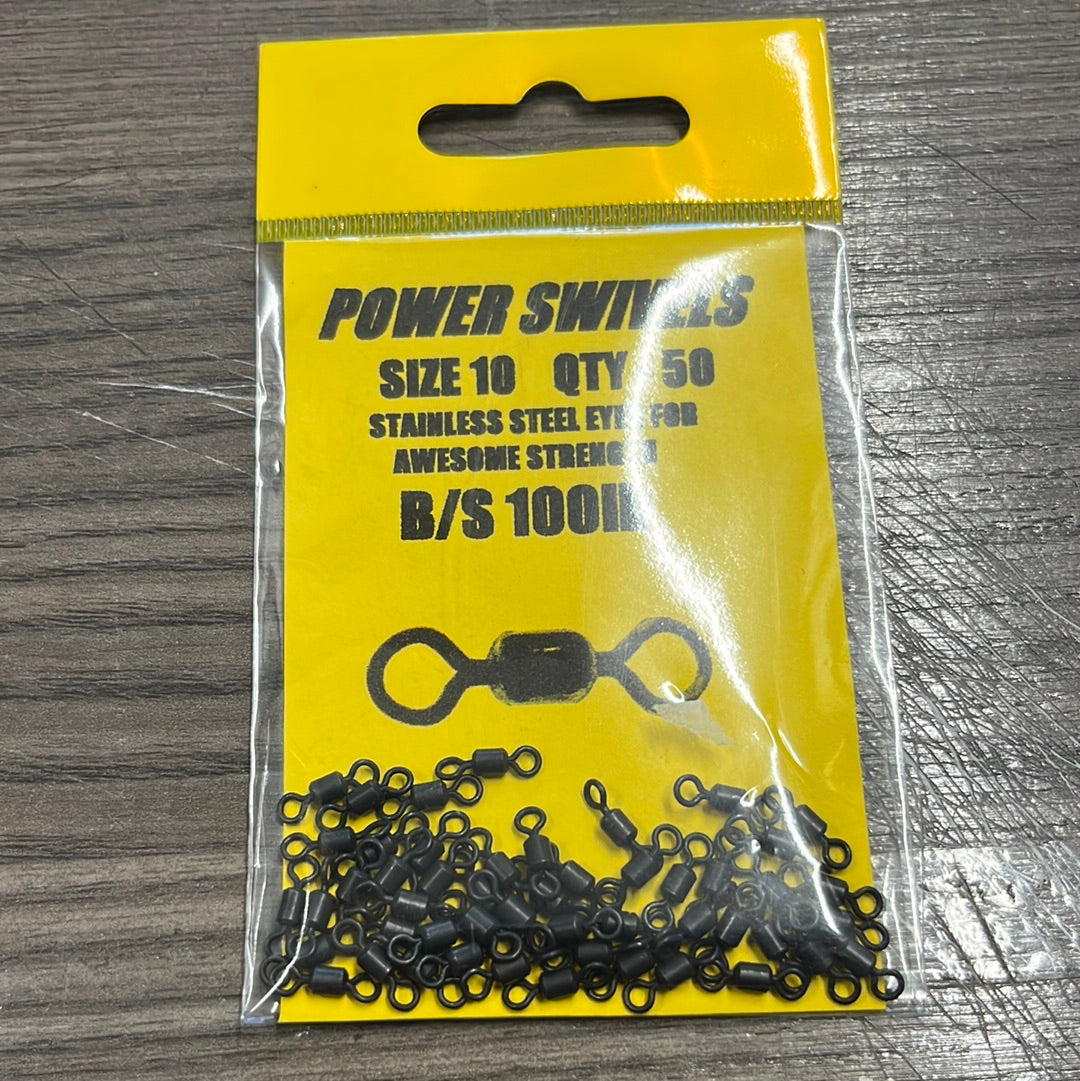 POWER SWIVELS
SIZE 10 QTY 50
STAINLESS STEEL EYES FOR
AWESOME STRENGTH
B/S 100lb